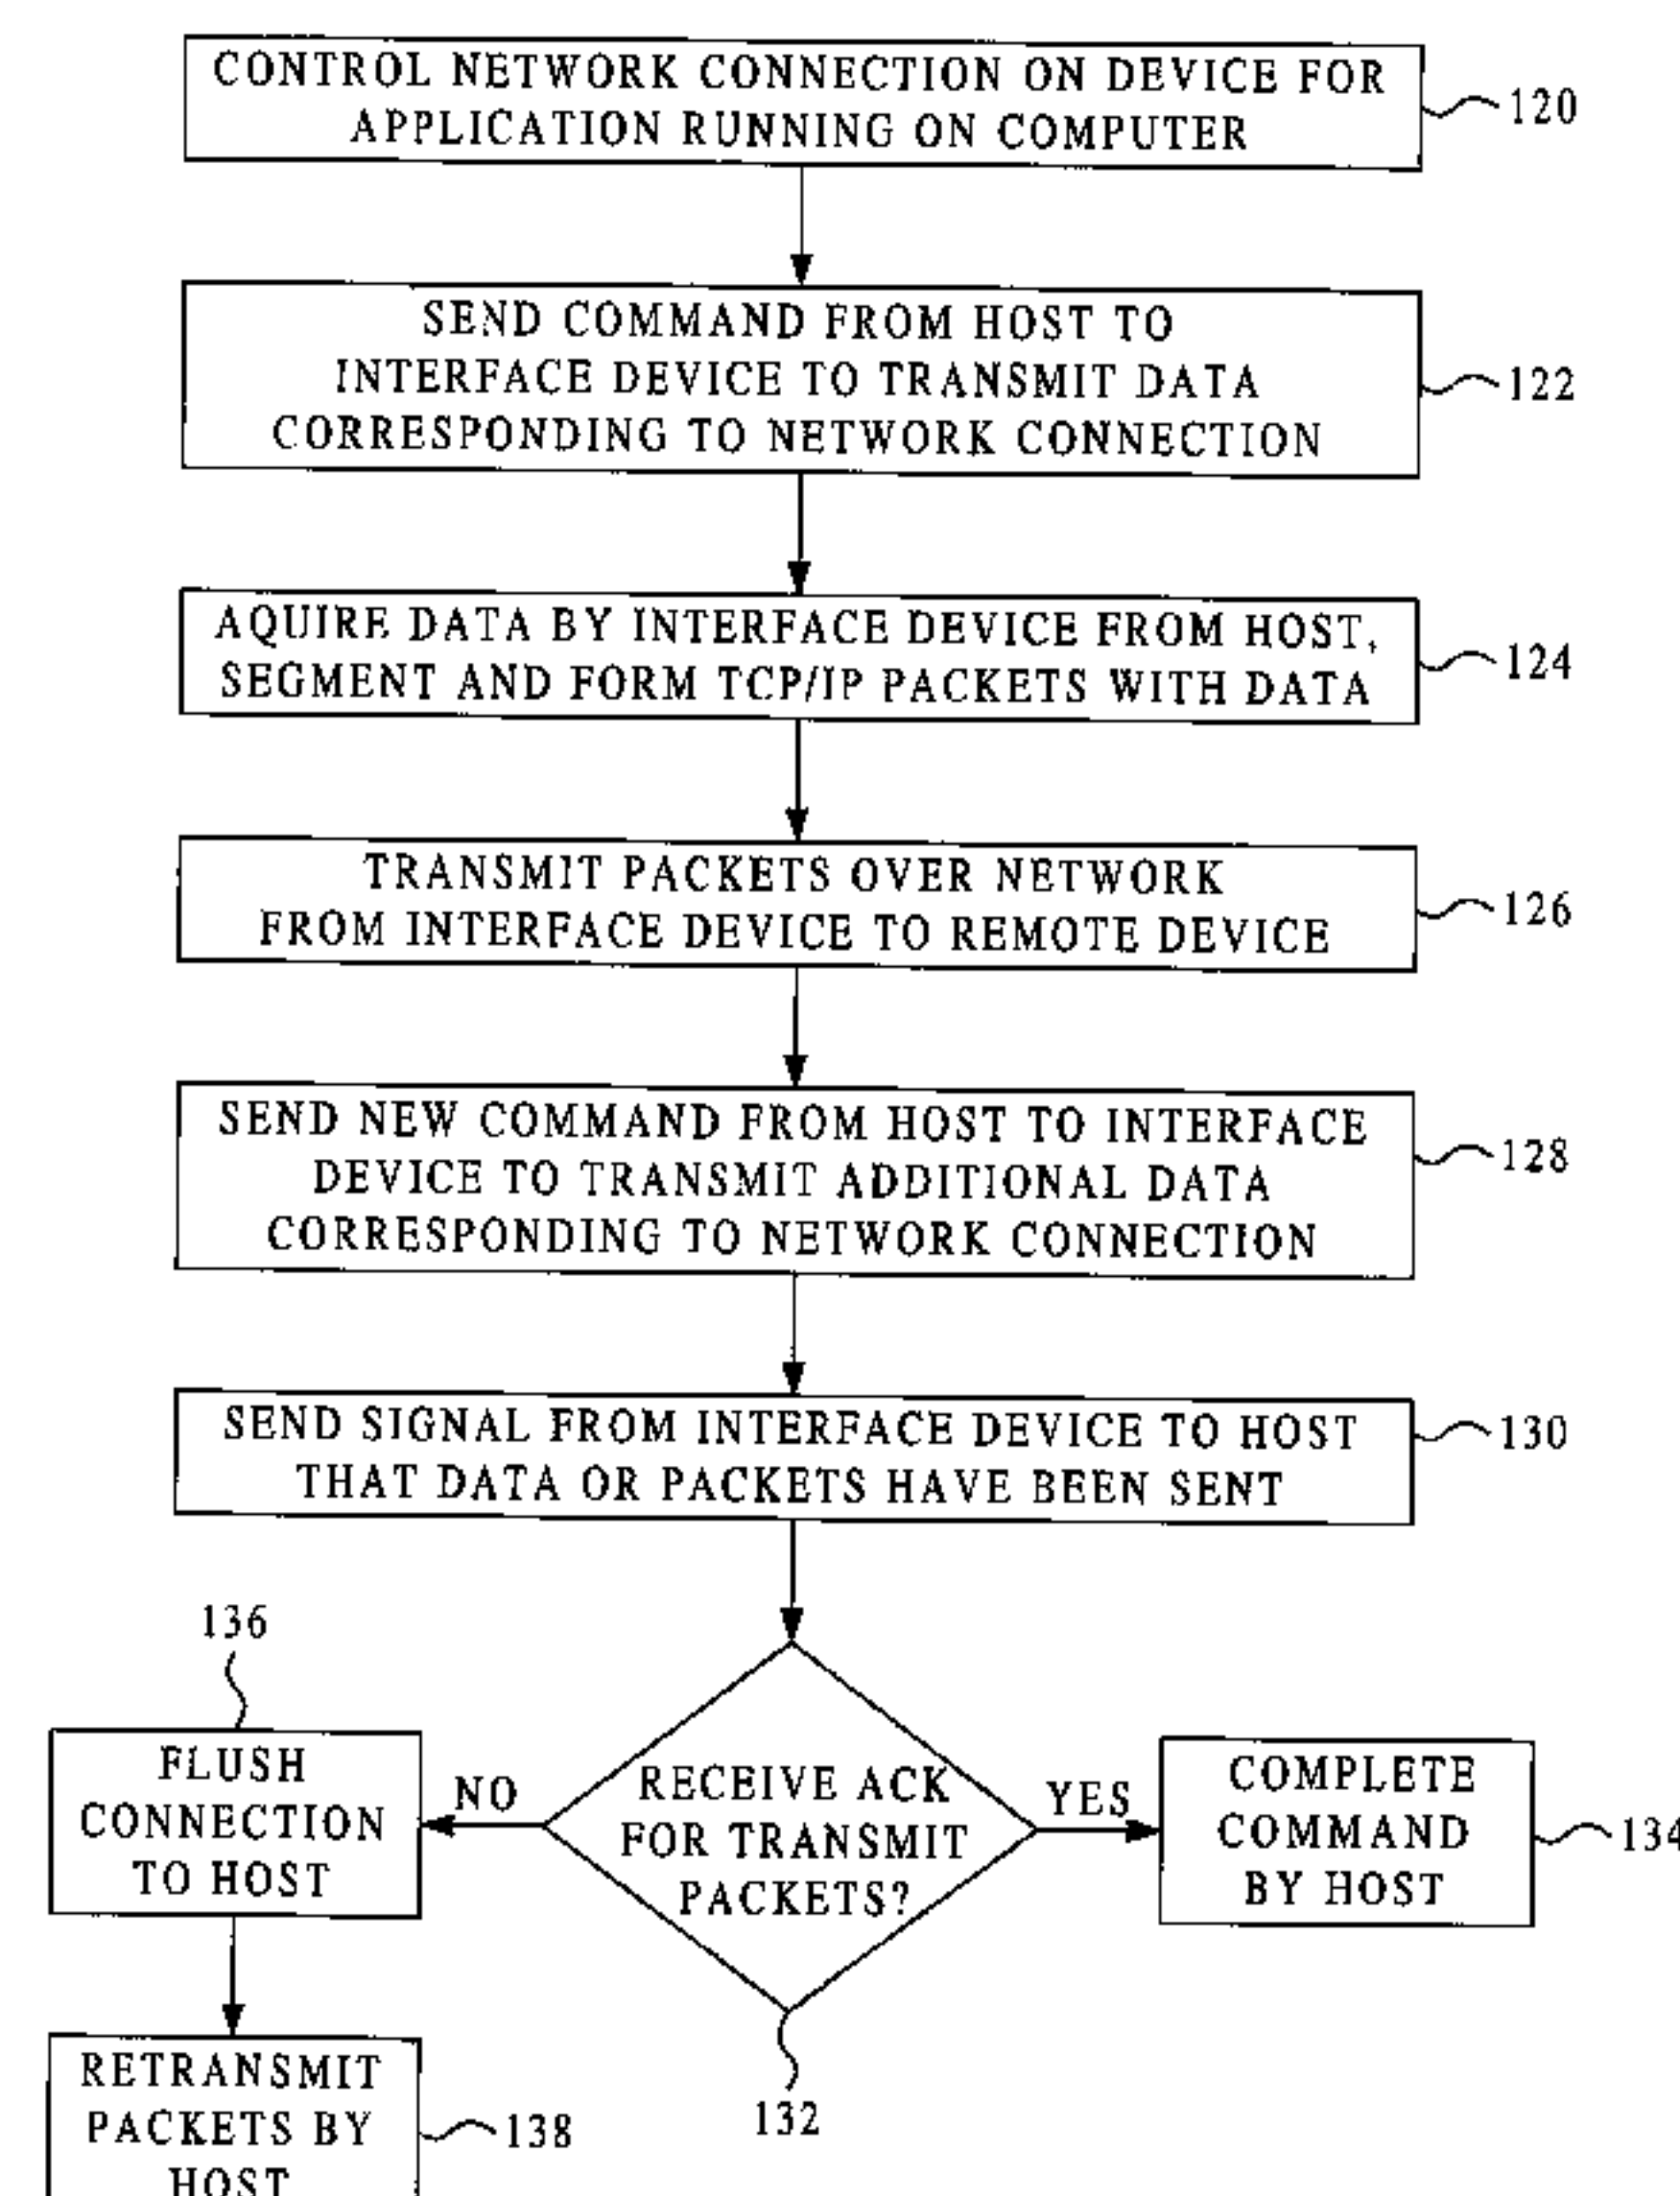 CONTROL NETWORK CONNECTION ON DEVICE FOR
APPLICATION RUNNING ON COMPUTER
120
SEND COMMAND FROM HOST TO
INTERFACE DEVICE TO TRANSMIT DATA
CORRESPONDING TO NETWORK CONNECTION
122
AQUIRE DATA BY INTERFACE DEVICE FROM HOST,
SEGMENT AND FORM TCP/IP PACKETS WITH DATA
124
TRANSMIT PACKETS OVER NETWORK
FROM INTERFACE DEVICE TO REMOTE DEVICE
126
SEND NEW COMMAND FROM HOST TO INTERFACE
DEVICE TO TRANSMIT ADDITIONAL DATA
CORRESPONDING TO NETWORK CONNECTION
128
SEND SIGNAL FROM INTERFACE DEVICE TO HOST
THAT DATA OR PACKETS HAVE BEEN SENT
130
136
FLUSH
CONNECTION
TO HOST
NO
RECEIVE ACK
FOR TRANSMIT
PACKETS?
132
YES
COMPLETE
COMMAND
BY HOST
134
RETRANSMIT
PACKETS BY
HOST
138